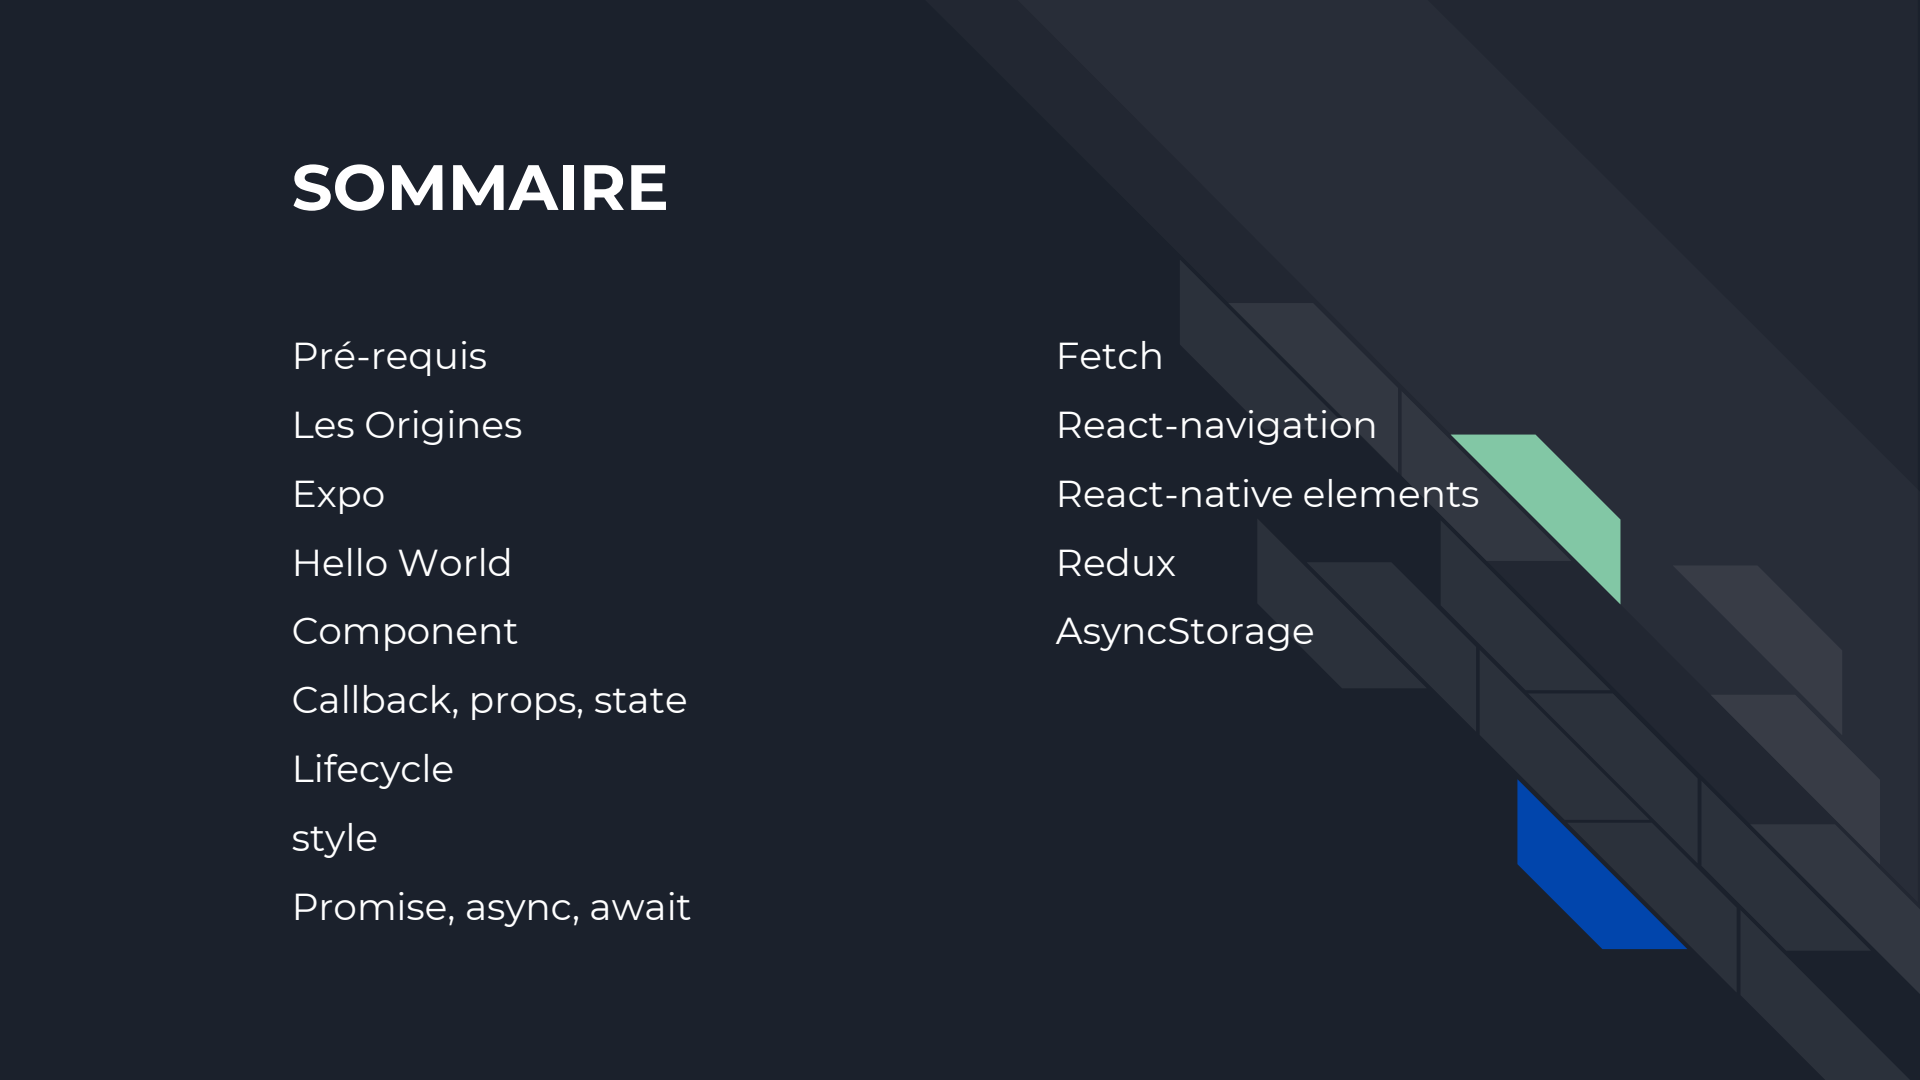 SOMMAIRE
Pré-requis
Les Origines
Expo
Hello World
Component
Callback, props, state
Lifecycle
style
Promise, async, await
Fetch
React-navigation
React-native elements
Redux
AsyncStorage